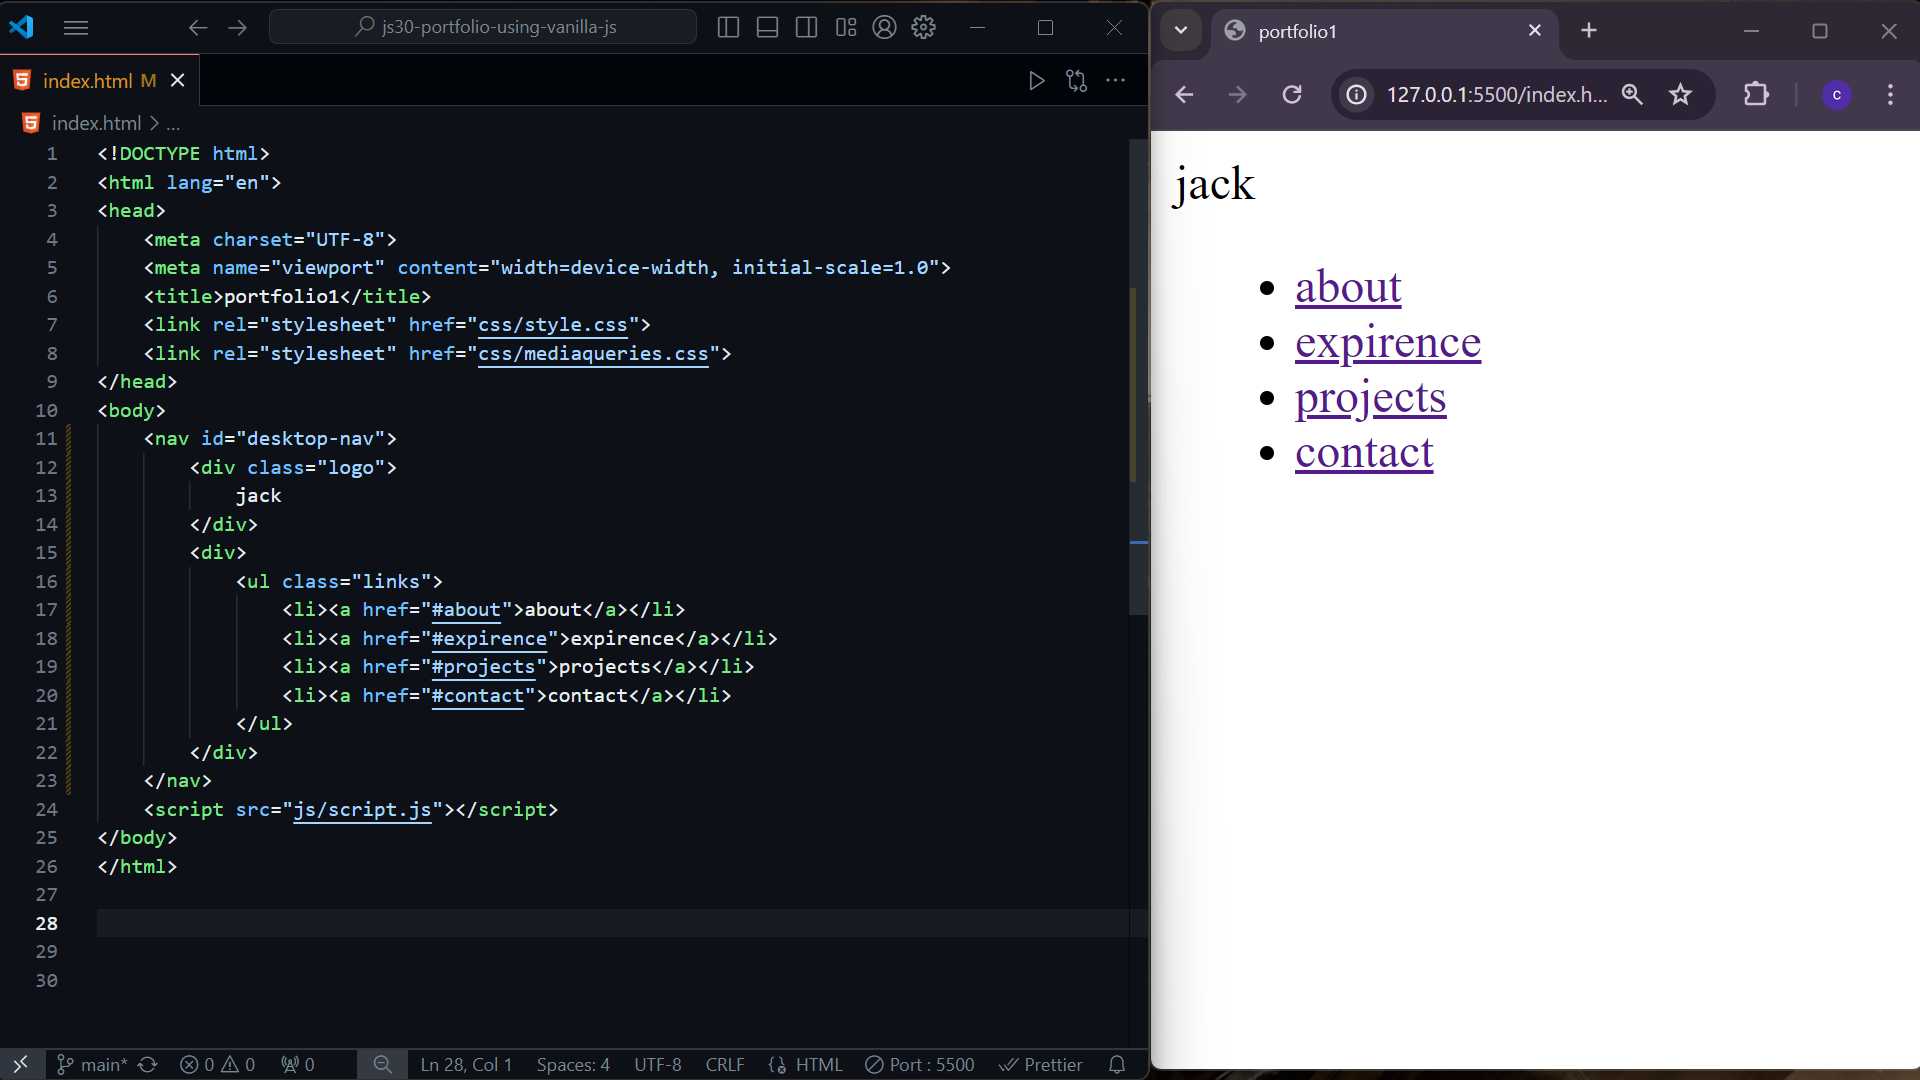 js30-portfolio-using-vanilla-js
index.html M
index.html > ...
1 <!DOCTYPE html>
2 <html lang="en">
3 <head>
4 <meta charset="UTF-8">
5 <meta name="viewport" content="width=device-width, initial-scale=1.0">
6 <title>portfolio1</title>
7 <link rel="stylesheet" href="css/style.css">
8 <link rel="stylesheet" href="css/mediaqueries.css">
9 </head>
10 <body>
11 <nav id="desktop-nav">
12 <div class="logo">
13 jack
14 </div>
15 <div>
16 <ul class="links">
17 <li><a href="#about">about</a></li>
18 <li><a href="#expirence">expirence</a></li>
19 <li><a href="#projects">projects</a></li>
20 <li><a href="#contact">contact</a></li>
21 </ul>
22 </div>
23 </nav>
24 <script src="js/script.js"></script>
25 </body>
26 </html>
27
28
29
30
main* 0 0 0 Ln 28, Col 1 Spaces: 4 UTF-8 CRLF HTML Port : 5500 Prettier
portfolio1
127.0.0.1:5500/index.h... c
jack
• about
• expirence
• projects
• contact